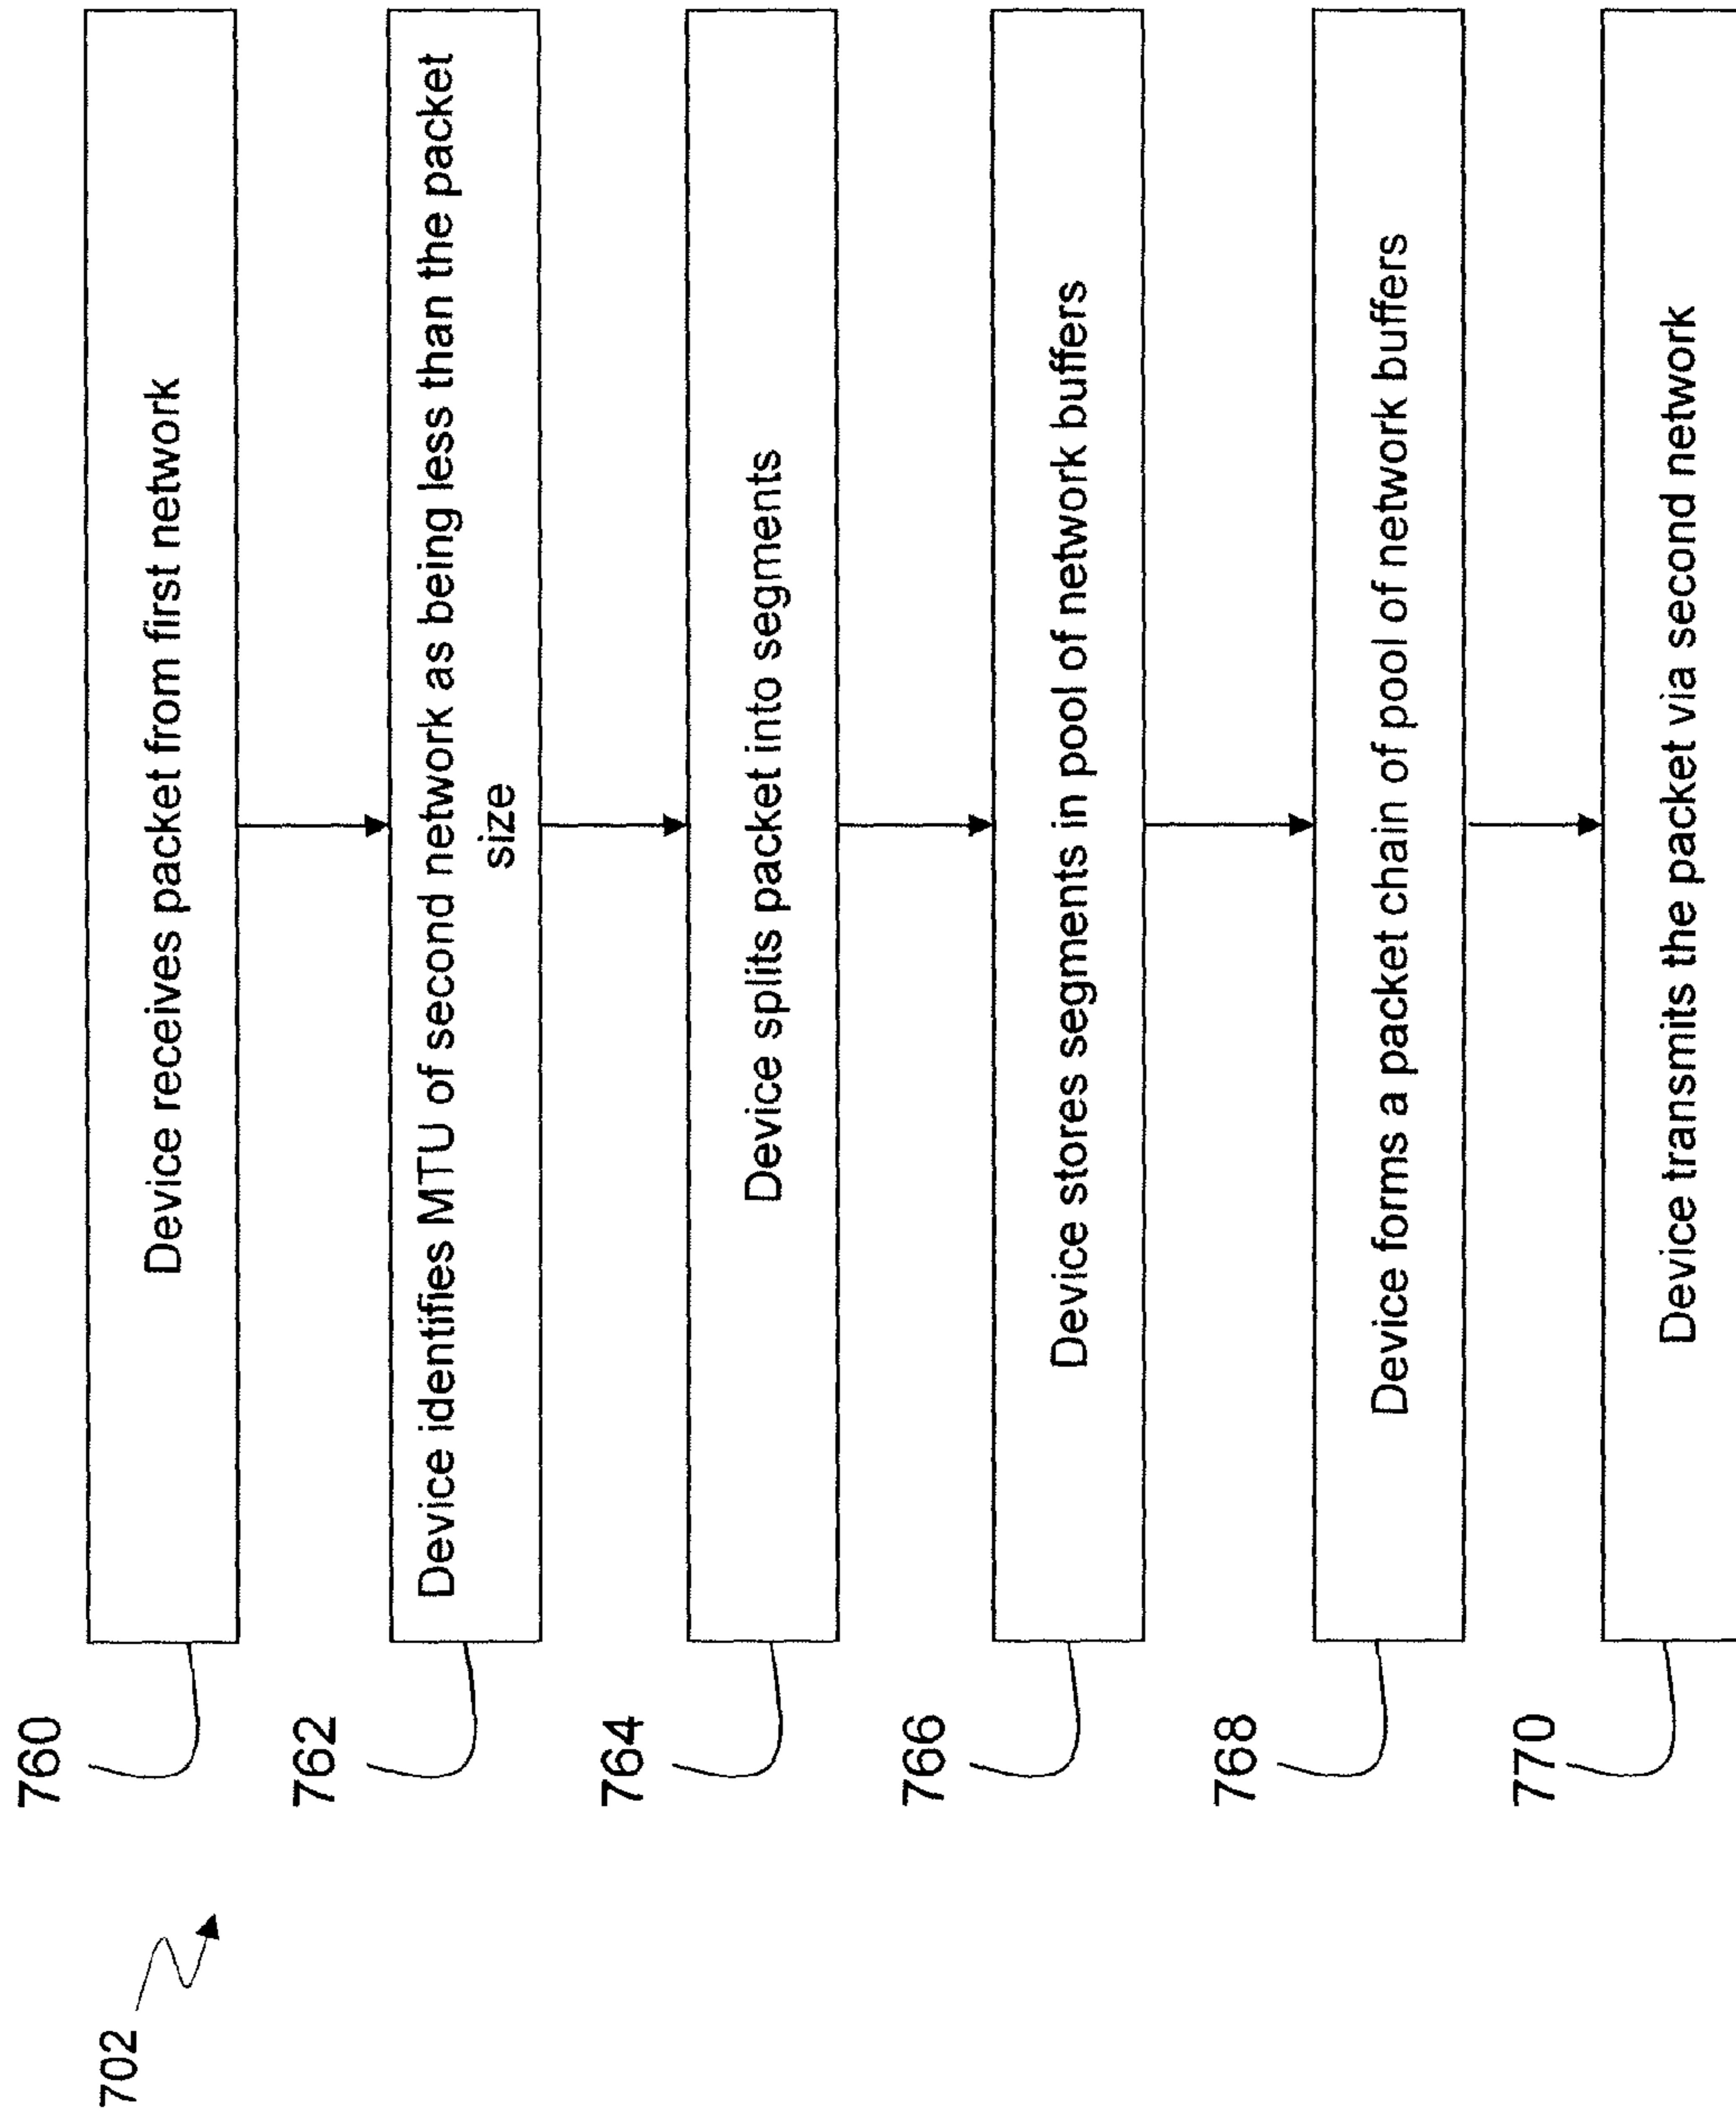 702
760
Device receives packet from first network
762
Device identifies MTU of second network as being less than the packet
size
764
Device splits packet into segments
766
Device stores segments in pool of network buffers
768
Device forms a packet chain of pool of network buffers
770
Device transmits the packet via second network